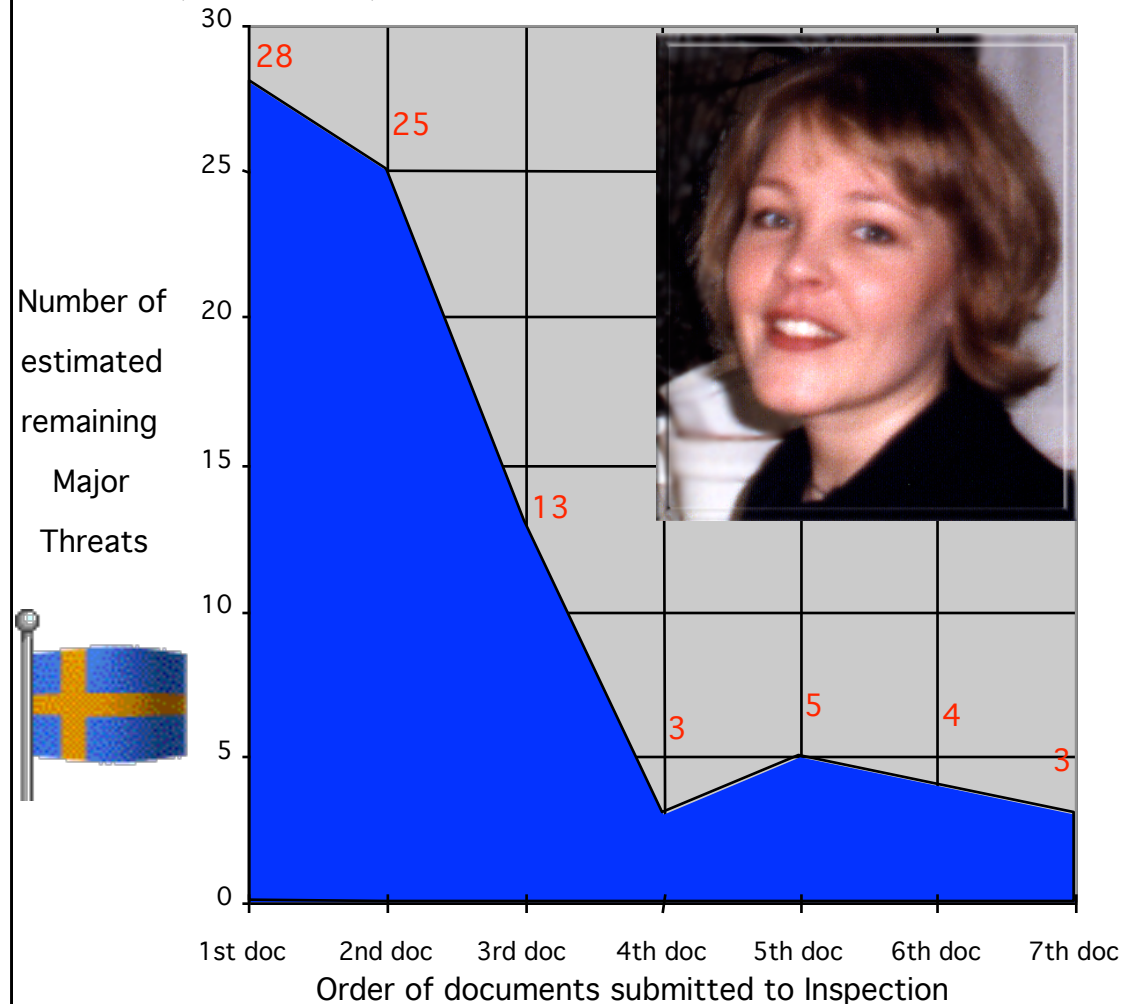 30
28
25
25
Number of
estimated
remaining
Major
Threats
20
15
13
10
5
3
5
4
3
0
1st doc 2nd doc 3rd doc 4th doc 5th doc 6th doc 7th doc
Order of documents submitted to Inspection